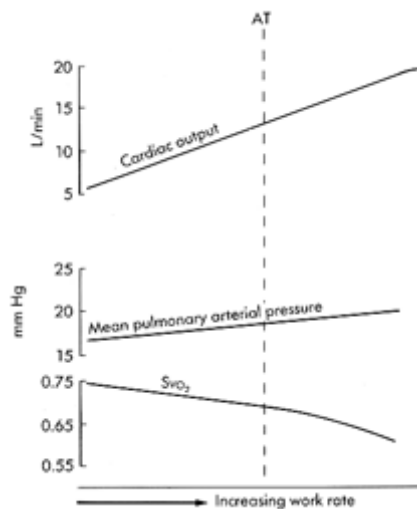 AT
20
15
10
5
L/min
Cardiac output
25
20
15
mm Hg
Mean pulmonary arterial pressure
0.75
0.65
0.55
SvO₂
Increasing work rate